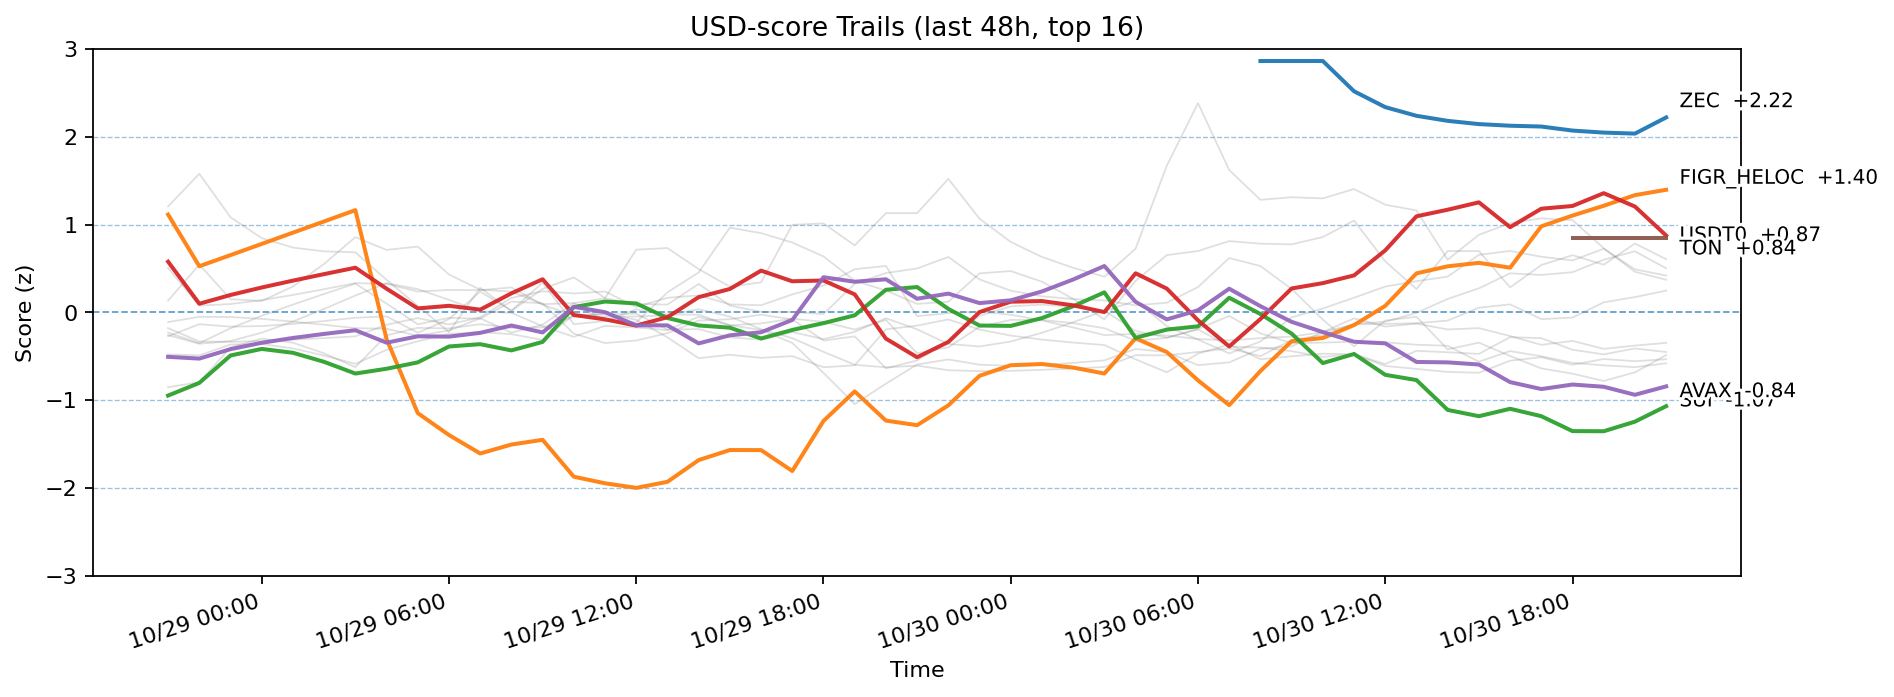 USD-score Trails (last 48h, top 16)
3
2
1
0
−1
−2
−3
Score (z)
ZEC +2.22
FIGR_HELOC +1.40
USDT0 +0.87
TON +0.84
AVAX -0.84
SUI -1.07
10/29 00:00
10/29 06:00
10/29 12:00
10/29 18:00
10/30 00:00
10/30 06:00
10/30 12:00
10/30 18:00
Time